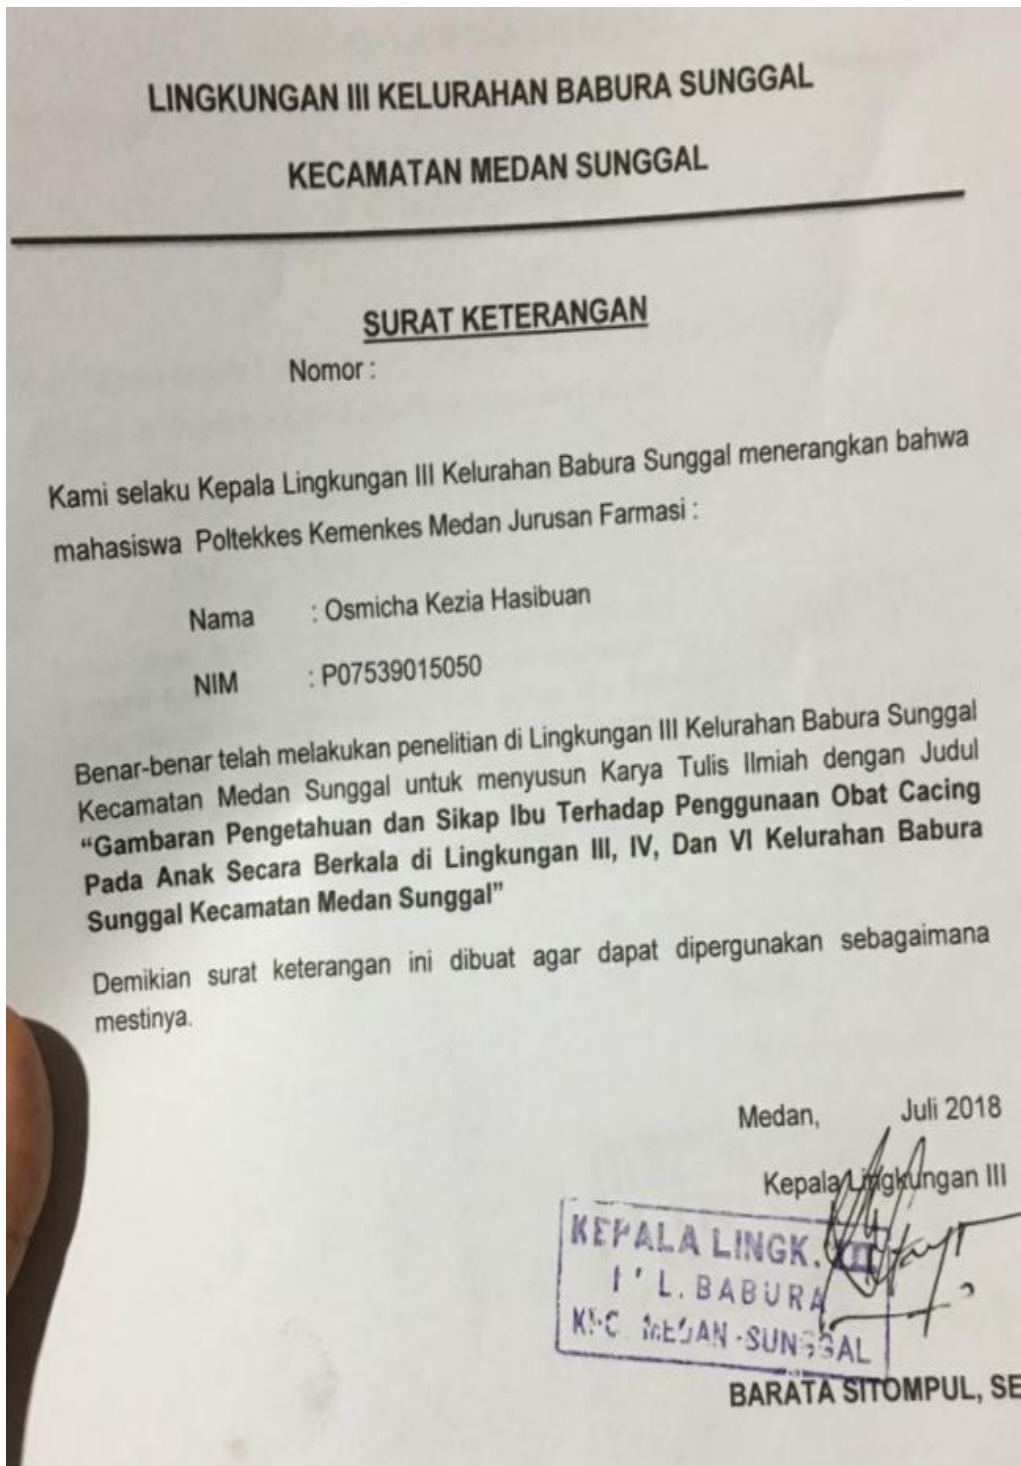 LINGKUNGAN III KELURAHAN BABURA SUNGGAL
KECAMATAN MEDAN SUNGGAL
SURAT KETERANGAN
Nomor :
Kami selaku Kepala Lingkungan III Kelurahan Babura Sunggal menerangkan bahwa
mahasiswa Poltekkes Kemenkes Medan Jurusan Farmasi :
Nama : Osmicha Kezia Hasibuan
NIM : P07539015050
Benar-benar telah melakukan penelitian di Lingkungan III Kelurahan Babura Sunggal
Kecamatan Medan Sunggal untuk menyusun Karya Tulis Ilmiah dengan Judul
“Gambaran Pengetahuan dan Sikap Ibu Terhadap Penggunaan Obat Cacing
Pada Anak Secara Berkala di Lingkungan III, IV, Dan VI Kelurahan Babura
Sunggal Kecamatan Medan Sunggal”
Demikian surat keterangan ini dibuat agar dapat dipergunakan sebagaimana
mestinya.
Medan, Juli 2018
Kepala Lingkungan III
KEPALA LINGK.
L. BABURA
MEDAN - SUNGGAL
BARATA SITOMPUL, SE